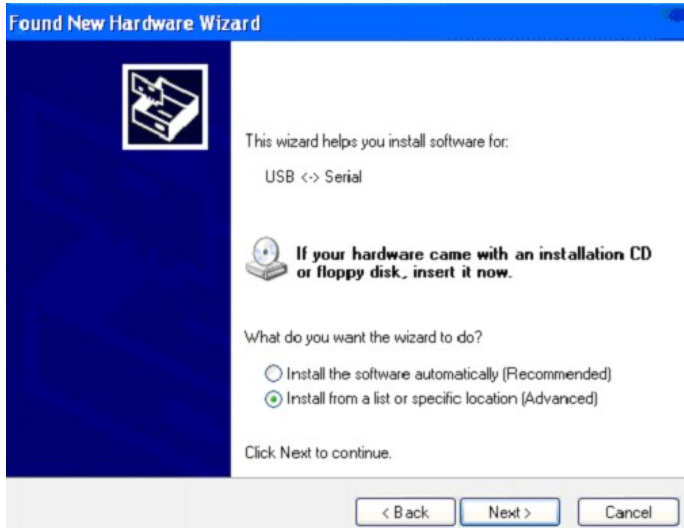 Found New Hardware Wizard
This wizard helps you install software for:
USB <-> Serial
If your hardware came with an installation CD
or floppy disk, insert it now.
What do you want the wizard to do?
Install the software automatically (Recommended)
Install from a list or specific location (Advanced)
Click Next to continue.
< Back
Next >
Cancel